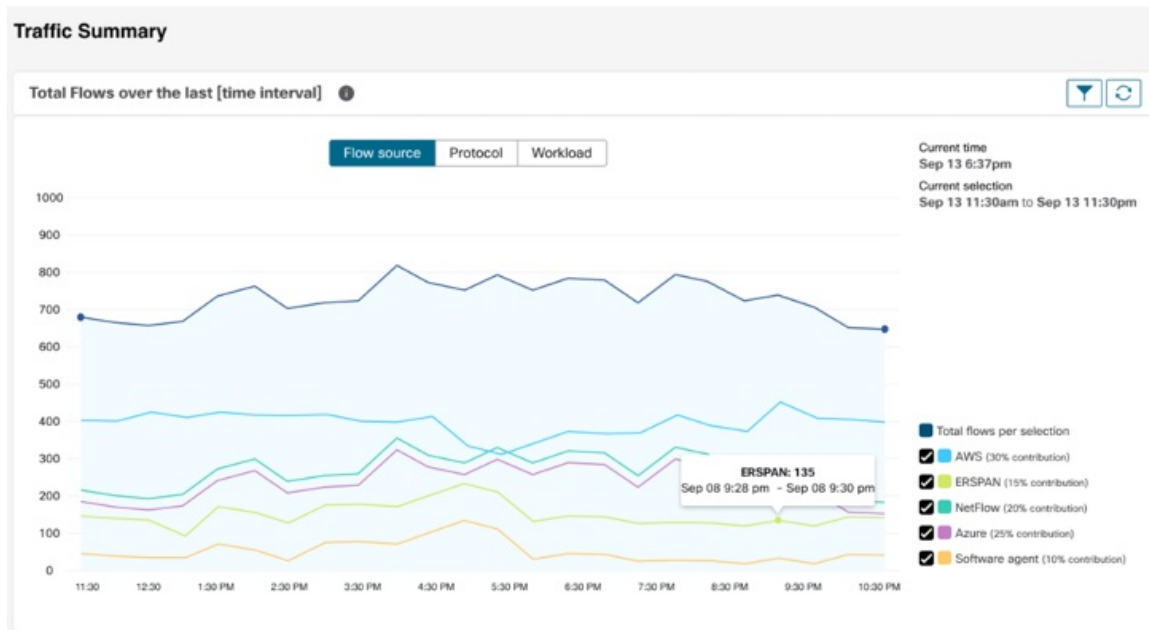 Traffic Summary
Total Flows over the last [time interval]
Flow source Protocol Workload
Current time
Sep 13 6:37pm
Current selection
Sep 13 11:30am to Sep 13 11:30pm
1000
900
800
700
600
500
400
300
200
100
0
ERSPAN: 135
Sep 08 9:28 pm - Sep 08 9:30 pm
11:30 12:30 1:30 PM 2:30 PM 3:30 PM 4:30 PM 5:30 PM 6:30 PM 7:30 PM 8:30 PM 9:30 PM 10:30 PM
Total flows per selection
AWS (30% contribution)
ERSPAN (15% contribution)
NetFlow (20% contribution)
Azure (25% contribution)
Software agent (10% contribution)